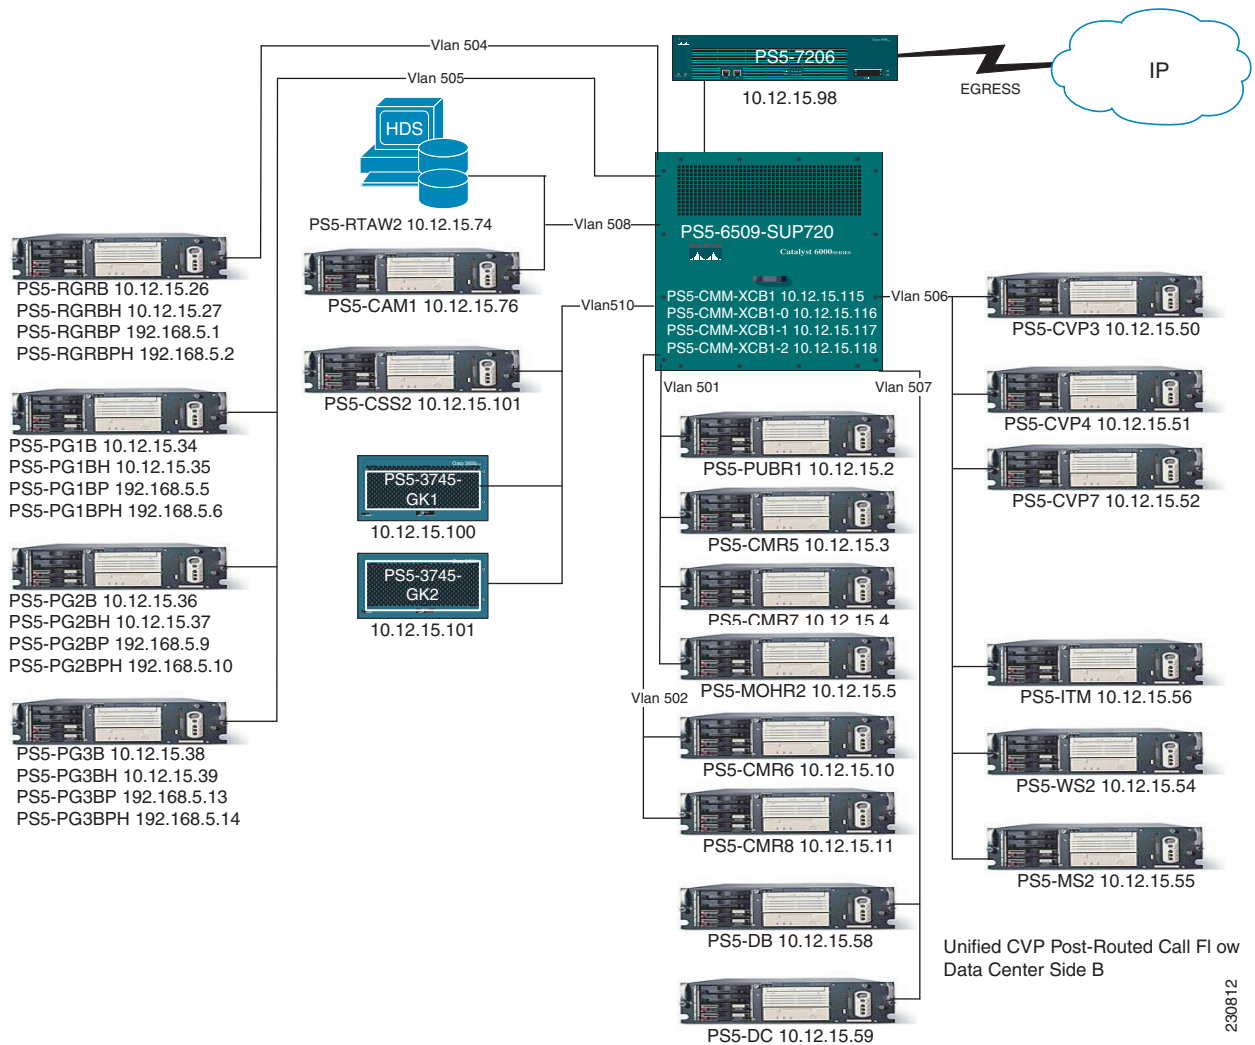 Vlan 504
Vlan 505
PS5-7206
10.12.15.98
EGRESS
IP
HDS
PS5-RTAW2 10.12.15.74
Vlan 508
PS5-CAM1 10.12.15.76
Vlan510
PS5-CSS2 10.12.15.101
PS5-3745-
GK1
10.12.15.100
PS5-3745-
GK2
10.12.15.101
PS5-RGRB 10.12.15.26
PS5-RGRBH 10.12.15.27
PS5-RGRBP 192.168.5.1
PS5-RGRBPH 192.168.5.2
PS5-PG1B 10.12.15.34
PS5-PG1BH 10.12.15.35
PS5-PG1BP 192.168.5.5
PS5-PG1BPH 192.168.5.6
PS5-PG2B 10.12.15.36
PS5-PG2BH 10.12.15.37
PS5-PG2BP 192.168.5.9
PS5-PG2BPH 192.168.5.10
PS5-PG3B 10.12.15.38
PS5-PG3BH 10.12.15.39
PS5-PG3BP 192.168.5.13
PS5-PG3BPH 192.168.5.14
PS5-6509-SUP720
Catalyst 6000 SERIES
PS5-CMM-XCB1 10.12.15.115
PS5-CMM-XCB1-0 10.12.15.116
PS5-CMM-XCB1-1 10.12.15.117
PS5-CMM-XCB1-2 10.12.15.118
Vlan 501
Vlan 507
PS5-PUBR1 10.12.15.2
PS5-CMR5 10.12.15.3
PS5-CMR7 10.12.15.4
PS5-MOHR2 10.12.15.5
Vlan 502
PS5-CMR6 10.12.15.10
PS5-CMR8 10.12.15.11
PS5-DB 10.12.15.58
PS5-DC 10.12.15.59
Vlan 506
PS5-CVP3 10.12.15.50
PS5-CVP4 10.12.15.51
PS5-CVP7 10.12.15.52
PS5-ITM 10.12.15.56
PS5-WS2 10.12.15.54
PS5-MS2 10.12.15.55
Unified CVP Post-Routed Call Fl ow
Data Center Side B
230812